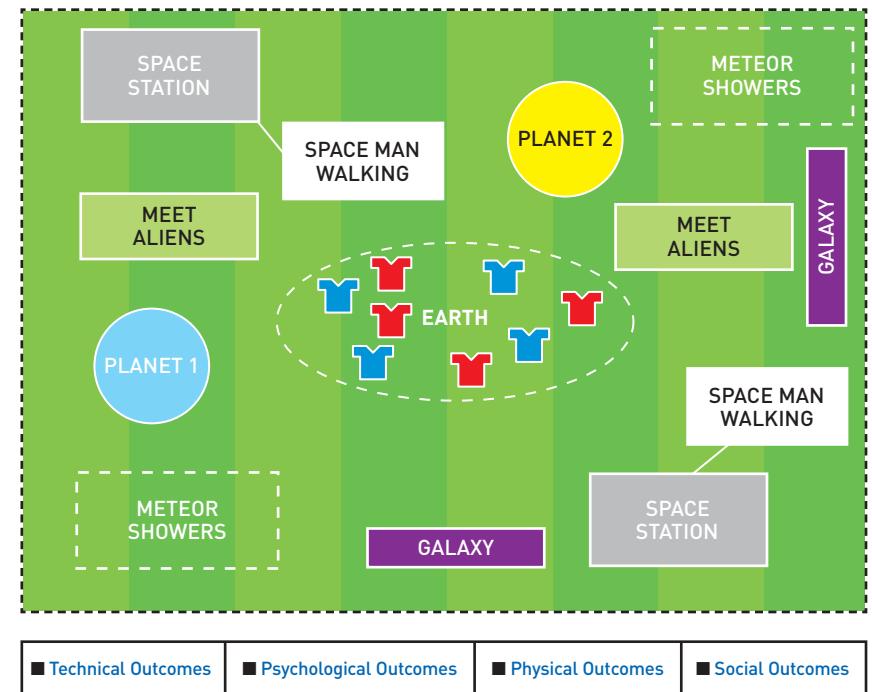 SPACE
STATION
METEOR
SHOWERS
PLANET 2
SPACE MAN
WALKING
MEET
ALIENS
MEET
ALIENS
GALAXY
EARTH
PLANET 1
SPACE MAN
WALKING
METEOR
SHOWERS
SPACE
STATION
GALAXY
■ Technical Outcomes
■ Psychological Outcomes
■ Physical Outcomes
■ Social Outcomes